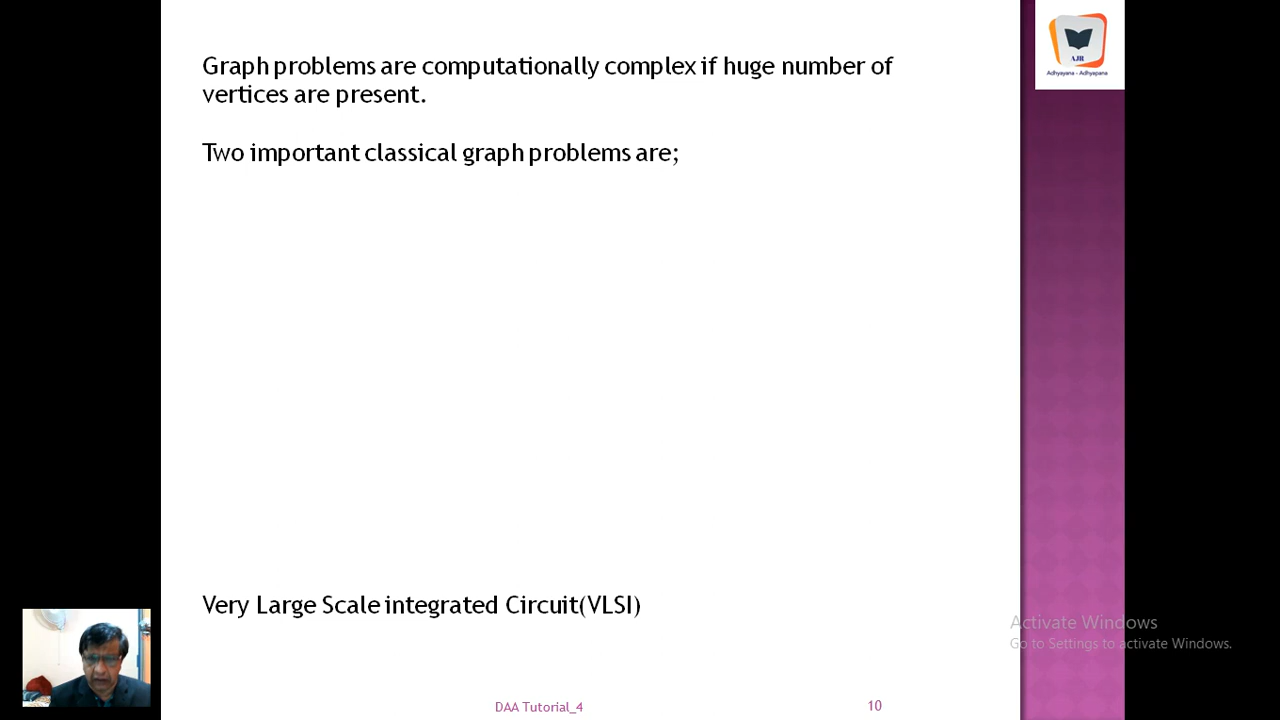 Graph problems are computationally complex if huge number of
vertices are present.
Two important classical graph problems are;
Very Large Scale integrated Circuit(VLSI)
AJR
Adhyayana - Adhyapana
Activate Windows
Go to Settings to activate Windows.
DAA Tutorial_4
10